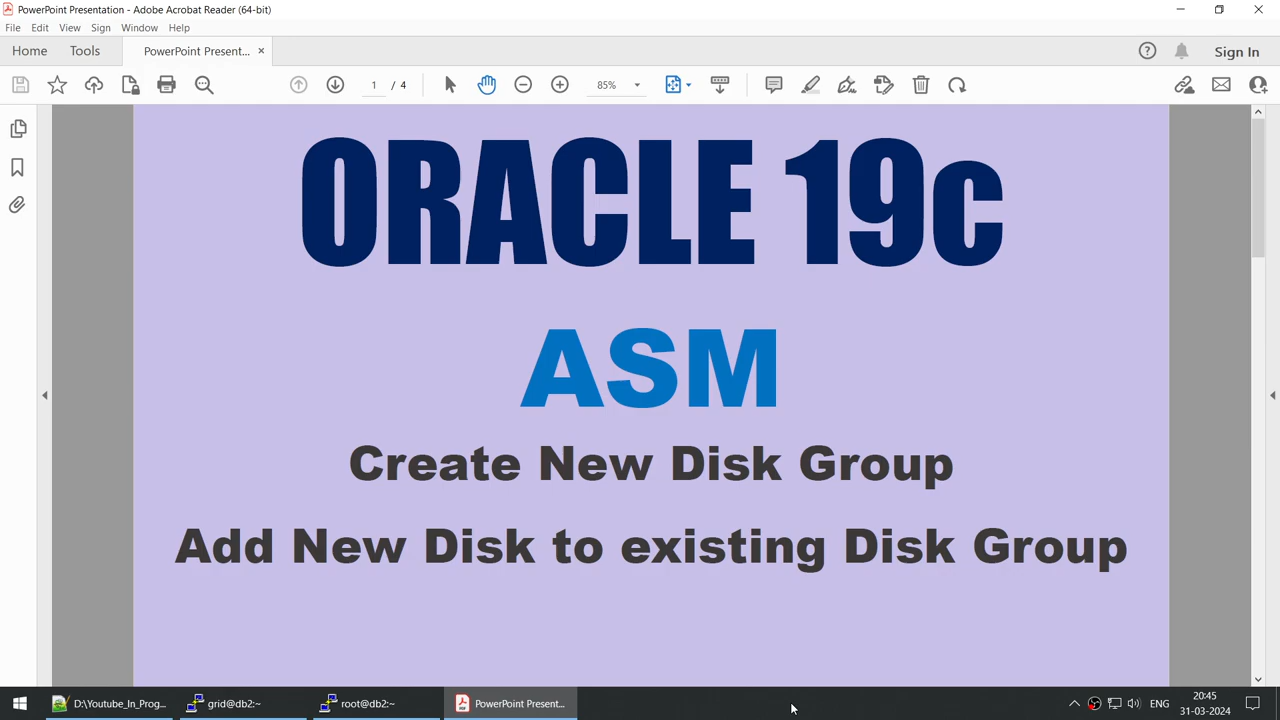 PowerPoint Presentation - Adobe Acrobat Reader (64-bit)
File Edit View Sign Window Help
Home Tools PowerPoint Present... × Sign In
1 / 4 85%
ORACLE 19c
ASM
Create New Disk Group
Add New Disk to existing Disk Group
D:\Youtube_In_Prog... grid@db2:~ root@db2:~ PowerPoint Present... ENG 20:45
31-03-2024